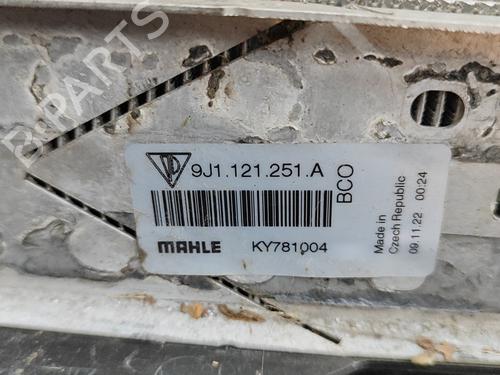 B-PARTS
9J1.121.251.A
BCO
MAHLE
KY781004
Made in
Czech Republic
09.11.22 00:24